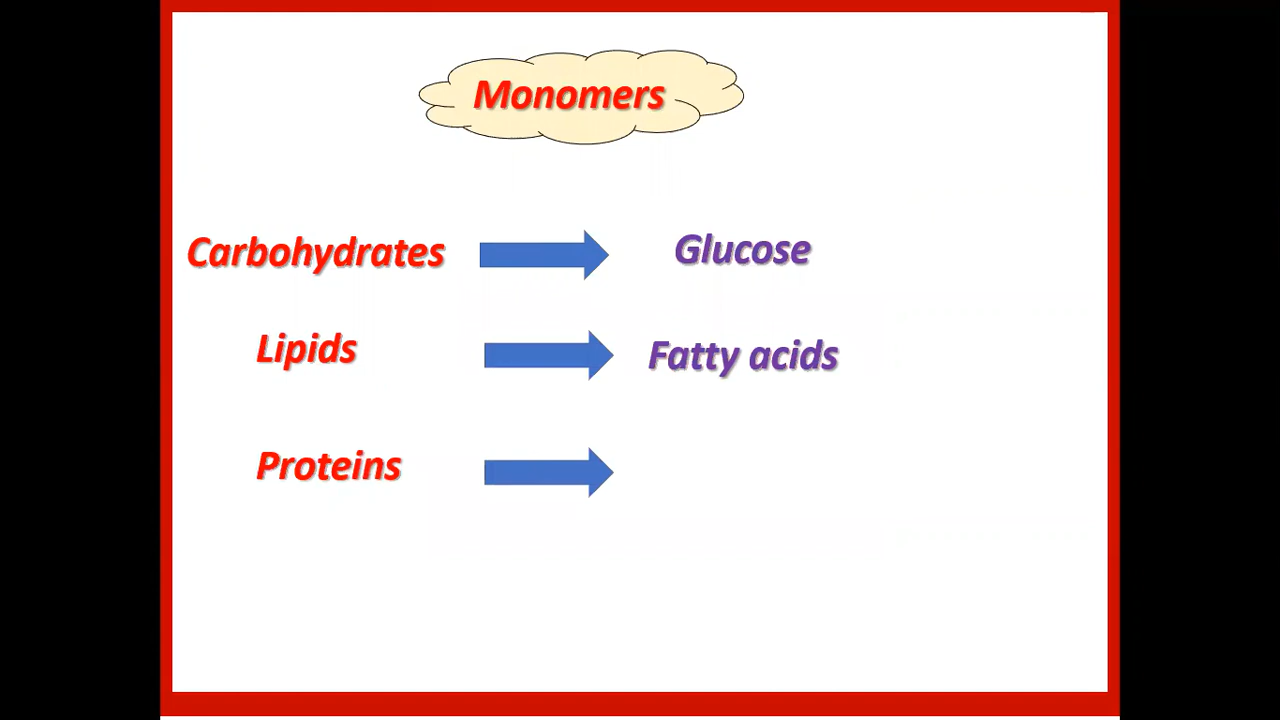 Monomers
Carbohydrates
Glucose
Lipids
Fatty acids
Proteins